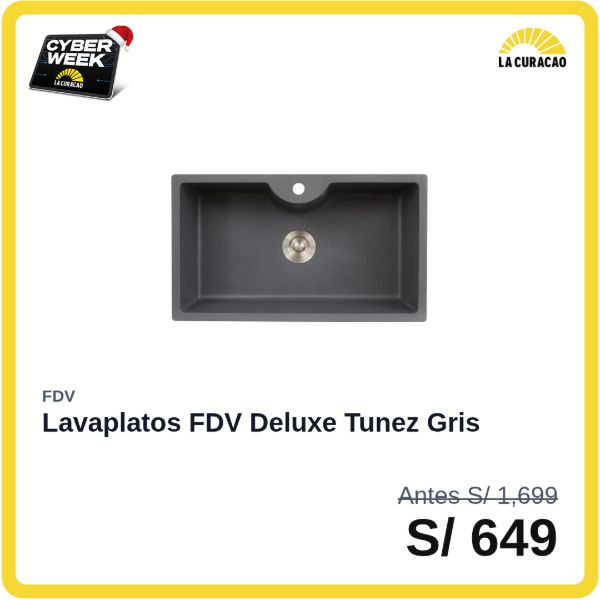 CYBER
WEEK
LA CURACAO
LA CURACAO
FDV
Lavaplatos FDV Deluxe Tunez Gris
Antes S/ 1,699
S/ 649